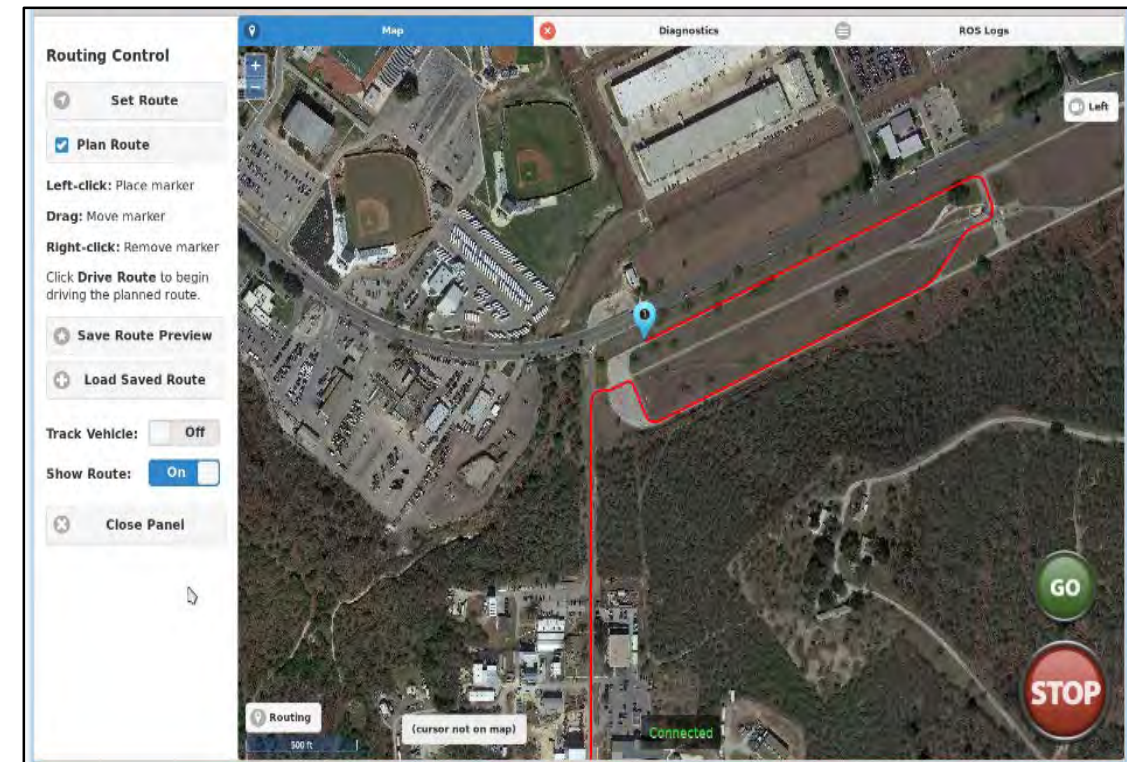 Routing Control
Set Route
Plan Route
Left-click: Place marker
Drag: Move marker
Right-click: Remove marker
Click Drive Route to begin
driving the planned route.
Save Route Preview
Load Saved Route
Track Vehicle: Off
Show Route: On
Close Panel
Map
Diagnostics
ROS Logs
+
−
Left
1
GO
STOP
Routing
(cursor not on map)
Connected
500 ft